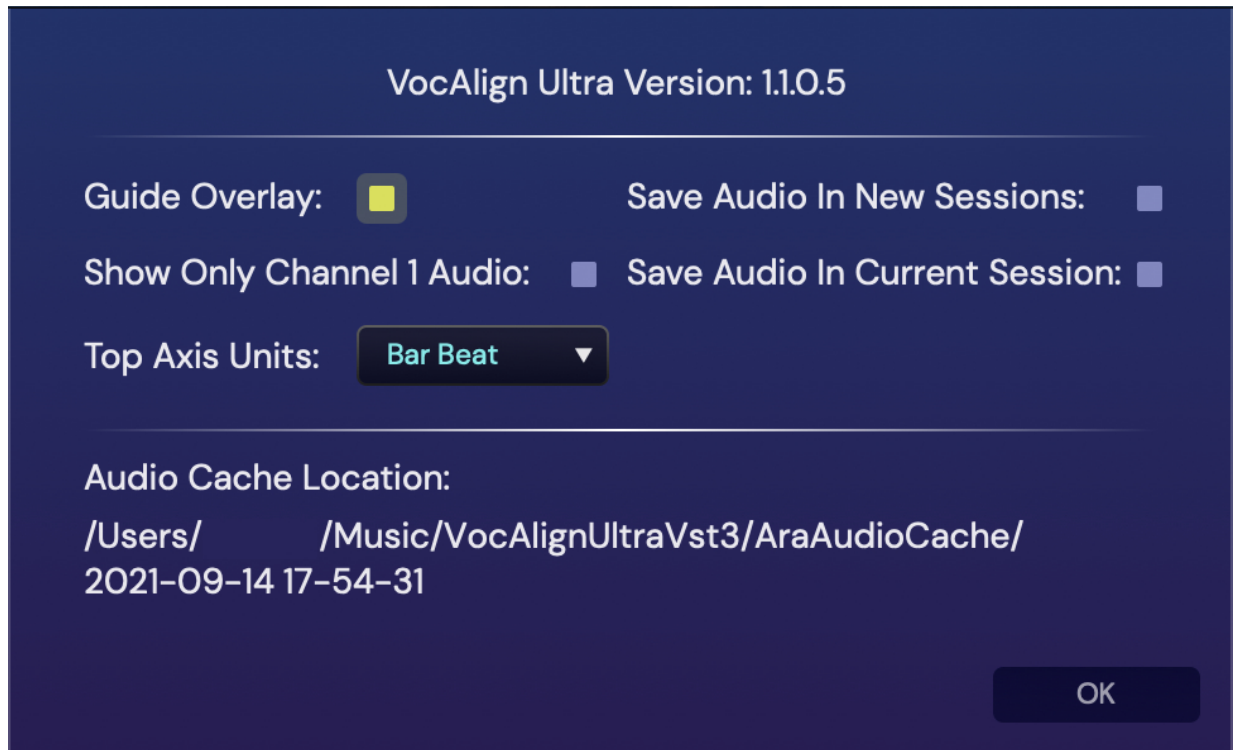 VocAlign Ultra Version: 1.1.0.5
Guide Overlay:
Save Audio In New Sessions:
Show Only Channel 1 Audio:
Save Audio In Current Session:
Top Axis Units: Bar Beat
Audio Cache Location:
/Users/ /Music/VocAlignUltraVst3/AraAudioCache/
2021-09-14 17-54-31
OK